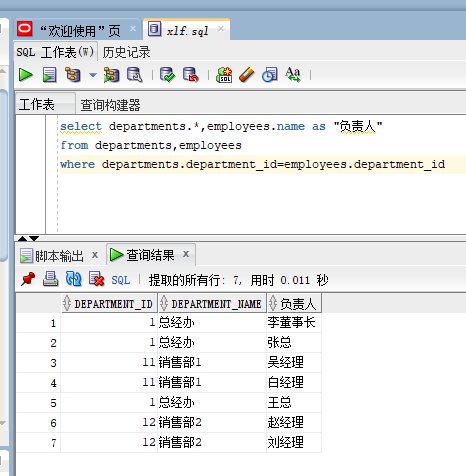 “欢迎使用”页 × xlf.sql ×
SQL 工作表(W) 历史记录
SQL Aa
工作表 查询构建器
select departments.*,employees.name as "负责人"
from departments,employees
where departments.department_id=employees.department_id
脚本输出 × 查询结果 ×
SQL | 提取的所有行: 7, 用时 0.011 秒
DEPARTMENT_ID DEPARTMENT_NAME 负责人
1 1 总经办 李董事长
2 1 总经办 张总
3 11 销售部1 吴经理
4 11 销售部1 白经理
5 1 总经办 王总
6 12 销售部2 赵经理
7 12 销售部2 刘经理